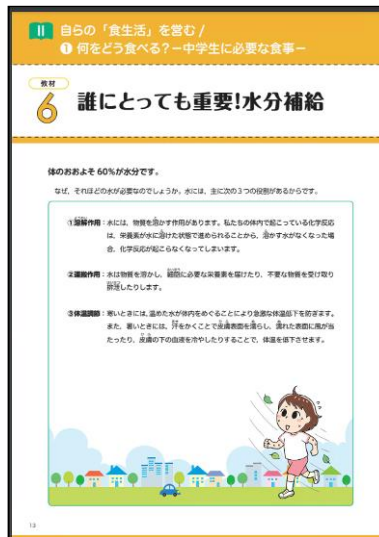 II 自らの「食生活」を営む /
❶ 何をどう食べる?ー中学生に必要な食事ー
教材
6 誰にとっても重要!水分補給
体のおおよそ 60%が水分です。
なぜ、それほどの水が必要なのでしょうか。水には、主に次の3つの役割があるからです。
①溶解作用:水には、物質を溶かす作用があります。私たちの体内で起こっている化学反応
は、栄養素が水に溶けた状態で進められることから、溶かす水がなくなった場
合、化学反応が起こらなくなってしまいます。
②運搬作用:水は物質を溶かし、細胞に必要な栄養素を届けたり、不要な物質を受け取り
排泄したりします。
③体温調節:寒いときには、温めた水が体内をめぐることにより急激な体温低下を防ぎます。
また、暑いときには、汗をかくことで皮膚表面を濡らし、濡れた表面に風が当
たったり、皮膚の下の血液を冷やしたりすることで、体温を低下させます。